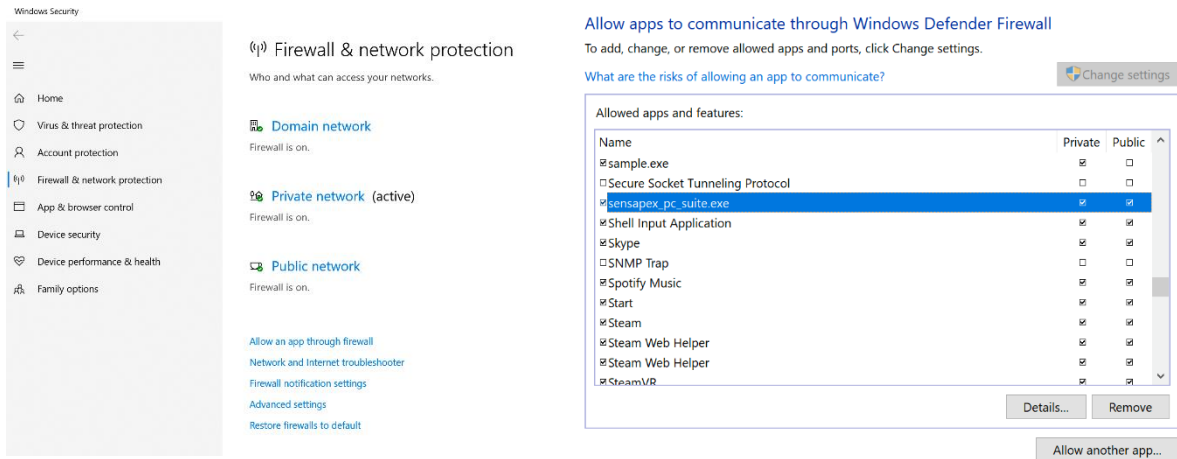 Windows Security
Home
Virus & threat protection
Account protection
Firewall & network protection
App & browser control
Device security
Device performance & health
Family options
Firewall & network protection
Who and what can access your networks.
Domain network
Firewall is on.
Private network (active)
Firewall is on.
Public network
Firewall is on.
Allow an app through firewall
Network and Internet troubleshooter
Firewall notification settings
Advanced settings
Restore firewalls to default
Allow apps to communicate through Windows Defender Firewall
To add, change, or remove allowed apps and ports, click Change settings.
What are the risks of allowing an app to communicate?
Change settings
Allowed apps and features:
Name Private Public
sample.exe
Secure Socket Tunneling Protocol
sensapex_pc_suite.exe
Shell Input Application
Skype
SNMP Trap
Spotify Music
Start
Steam
Steam Web Helper
Steam Web Helper
SteamVR
Details... Remove
Allow another app...